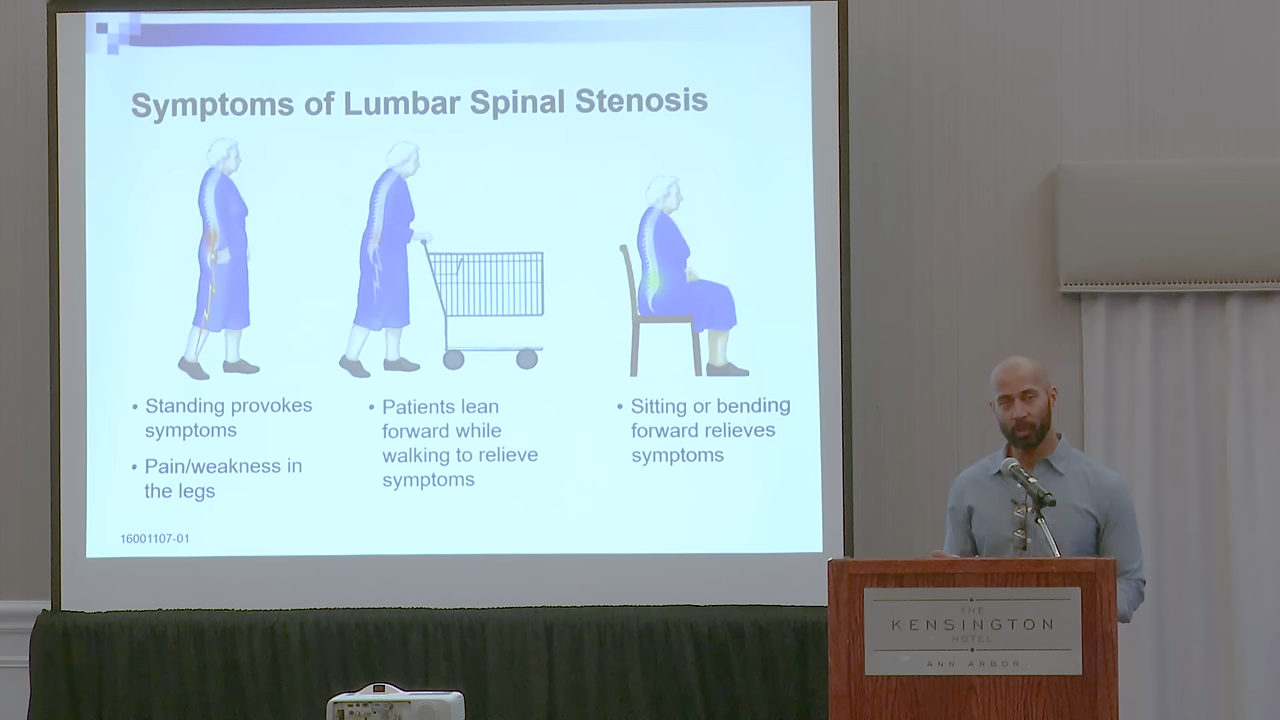 Symptoms of Lumbar Spinal Stenosis
• Standing provokes
symptoms
• Pain/weakness in
the legs
• Patients lean
forward while
walking to relieve
symptoms
• Sitting or bending
forward relieves
symptoms
16001107-01
THE
KENSINGTON
HOTEL
ANN ARBOR